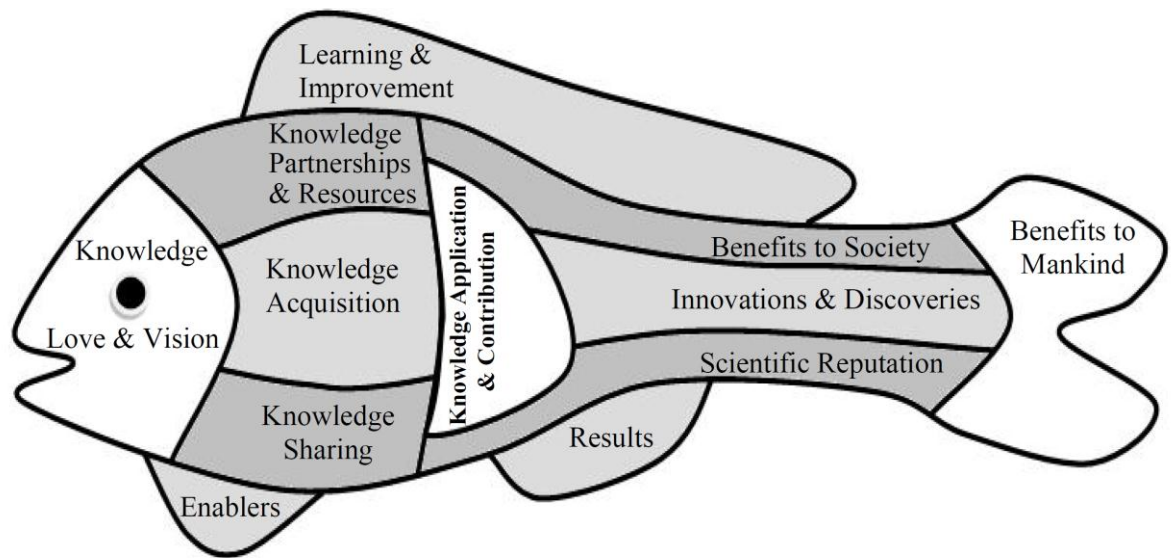 Learning &
Improvement
Knowledge
Partnerships
& Resources
Knowledge
Love & Vision
Knowledge
Acquisition
Knowledge
Sharing
Enablers
Knowledge Application
& Contribution
Benefits to Society
Innovations & Discoveries
Scientific Reputation
Results
Benefits to
Mankind